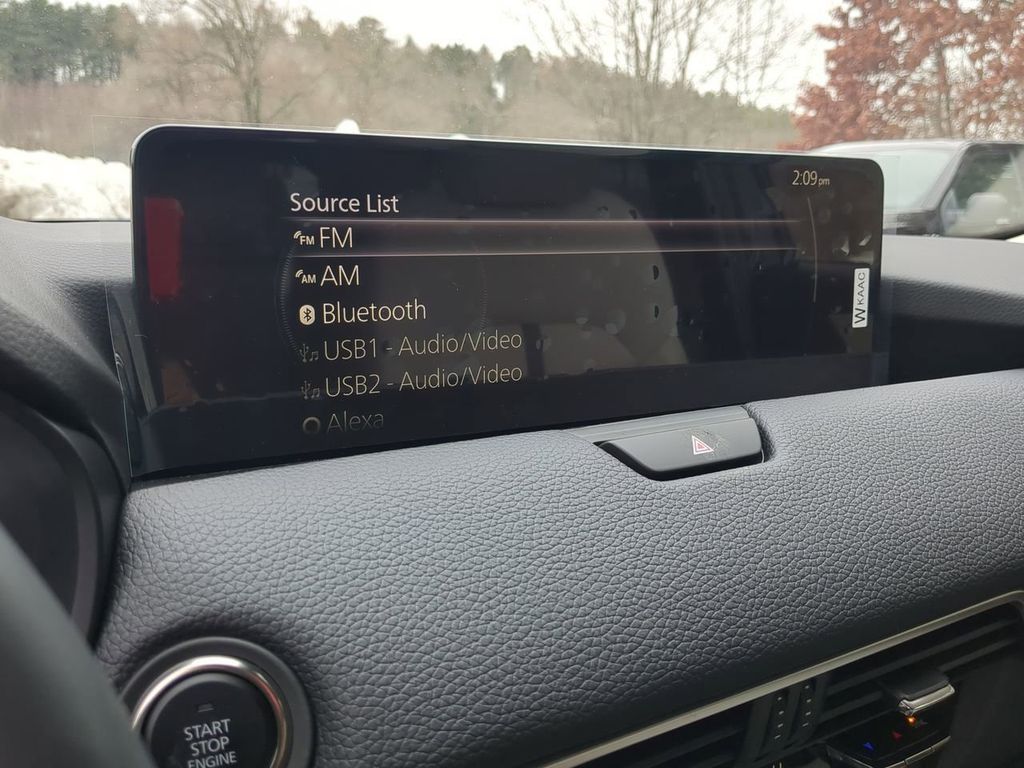 2:09 pm
Source List
FM FM
AM AM
Bluetooth
USB1 - Audio/Video
USB2 - Audio/Video
Alexa
WKAAC
START
STOP
ENGINE